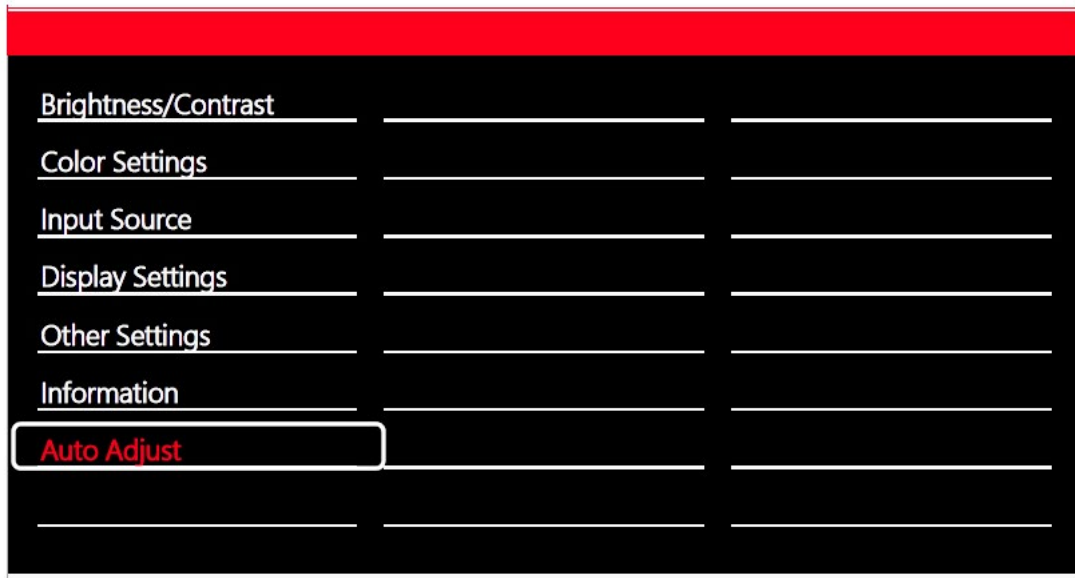 Brightness/Contrast
Color Settings
Input Source
Display Settings
Other Settings
Information
Auto Adjust